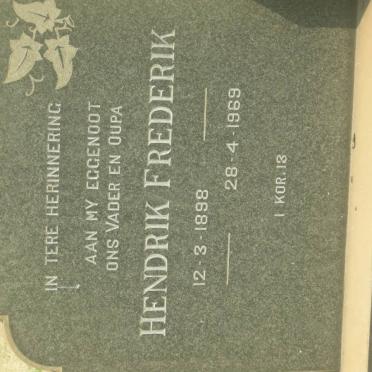 IN TERE HERINNERING
AAN MY EGGENOOT
ONS VADER EN OUPA
HENDRIK FREDERIK
12-3-1898
28-4-1969
1 KOR.13